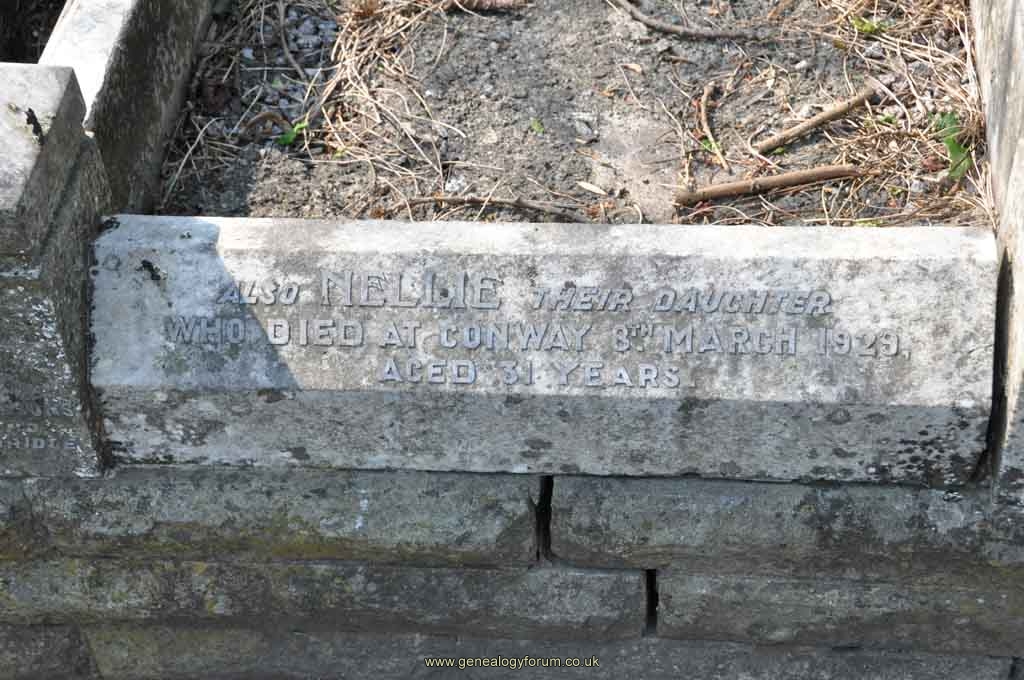 ALSO NELLIE THEIR DAUGHTER
WHO DIED AT CONWAY 8TH MARCH 1929,
AGED 31 YEARS.
www.genealogyforum.co.uk